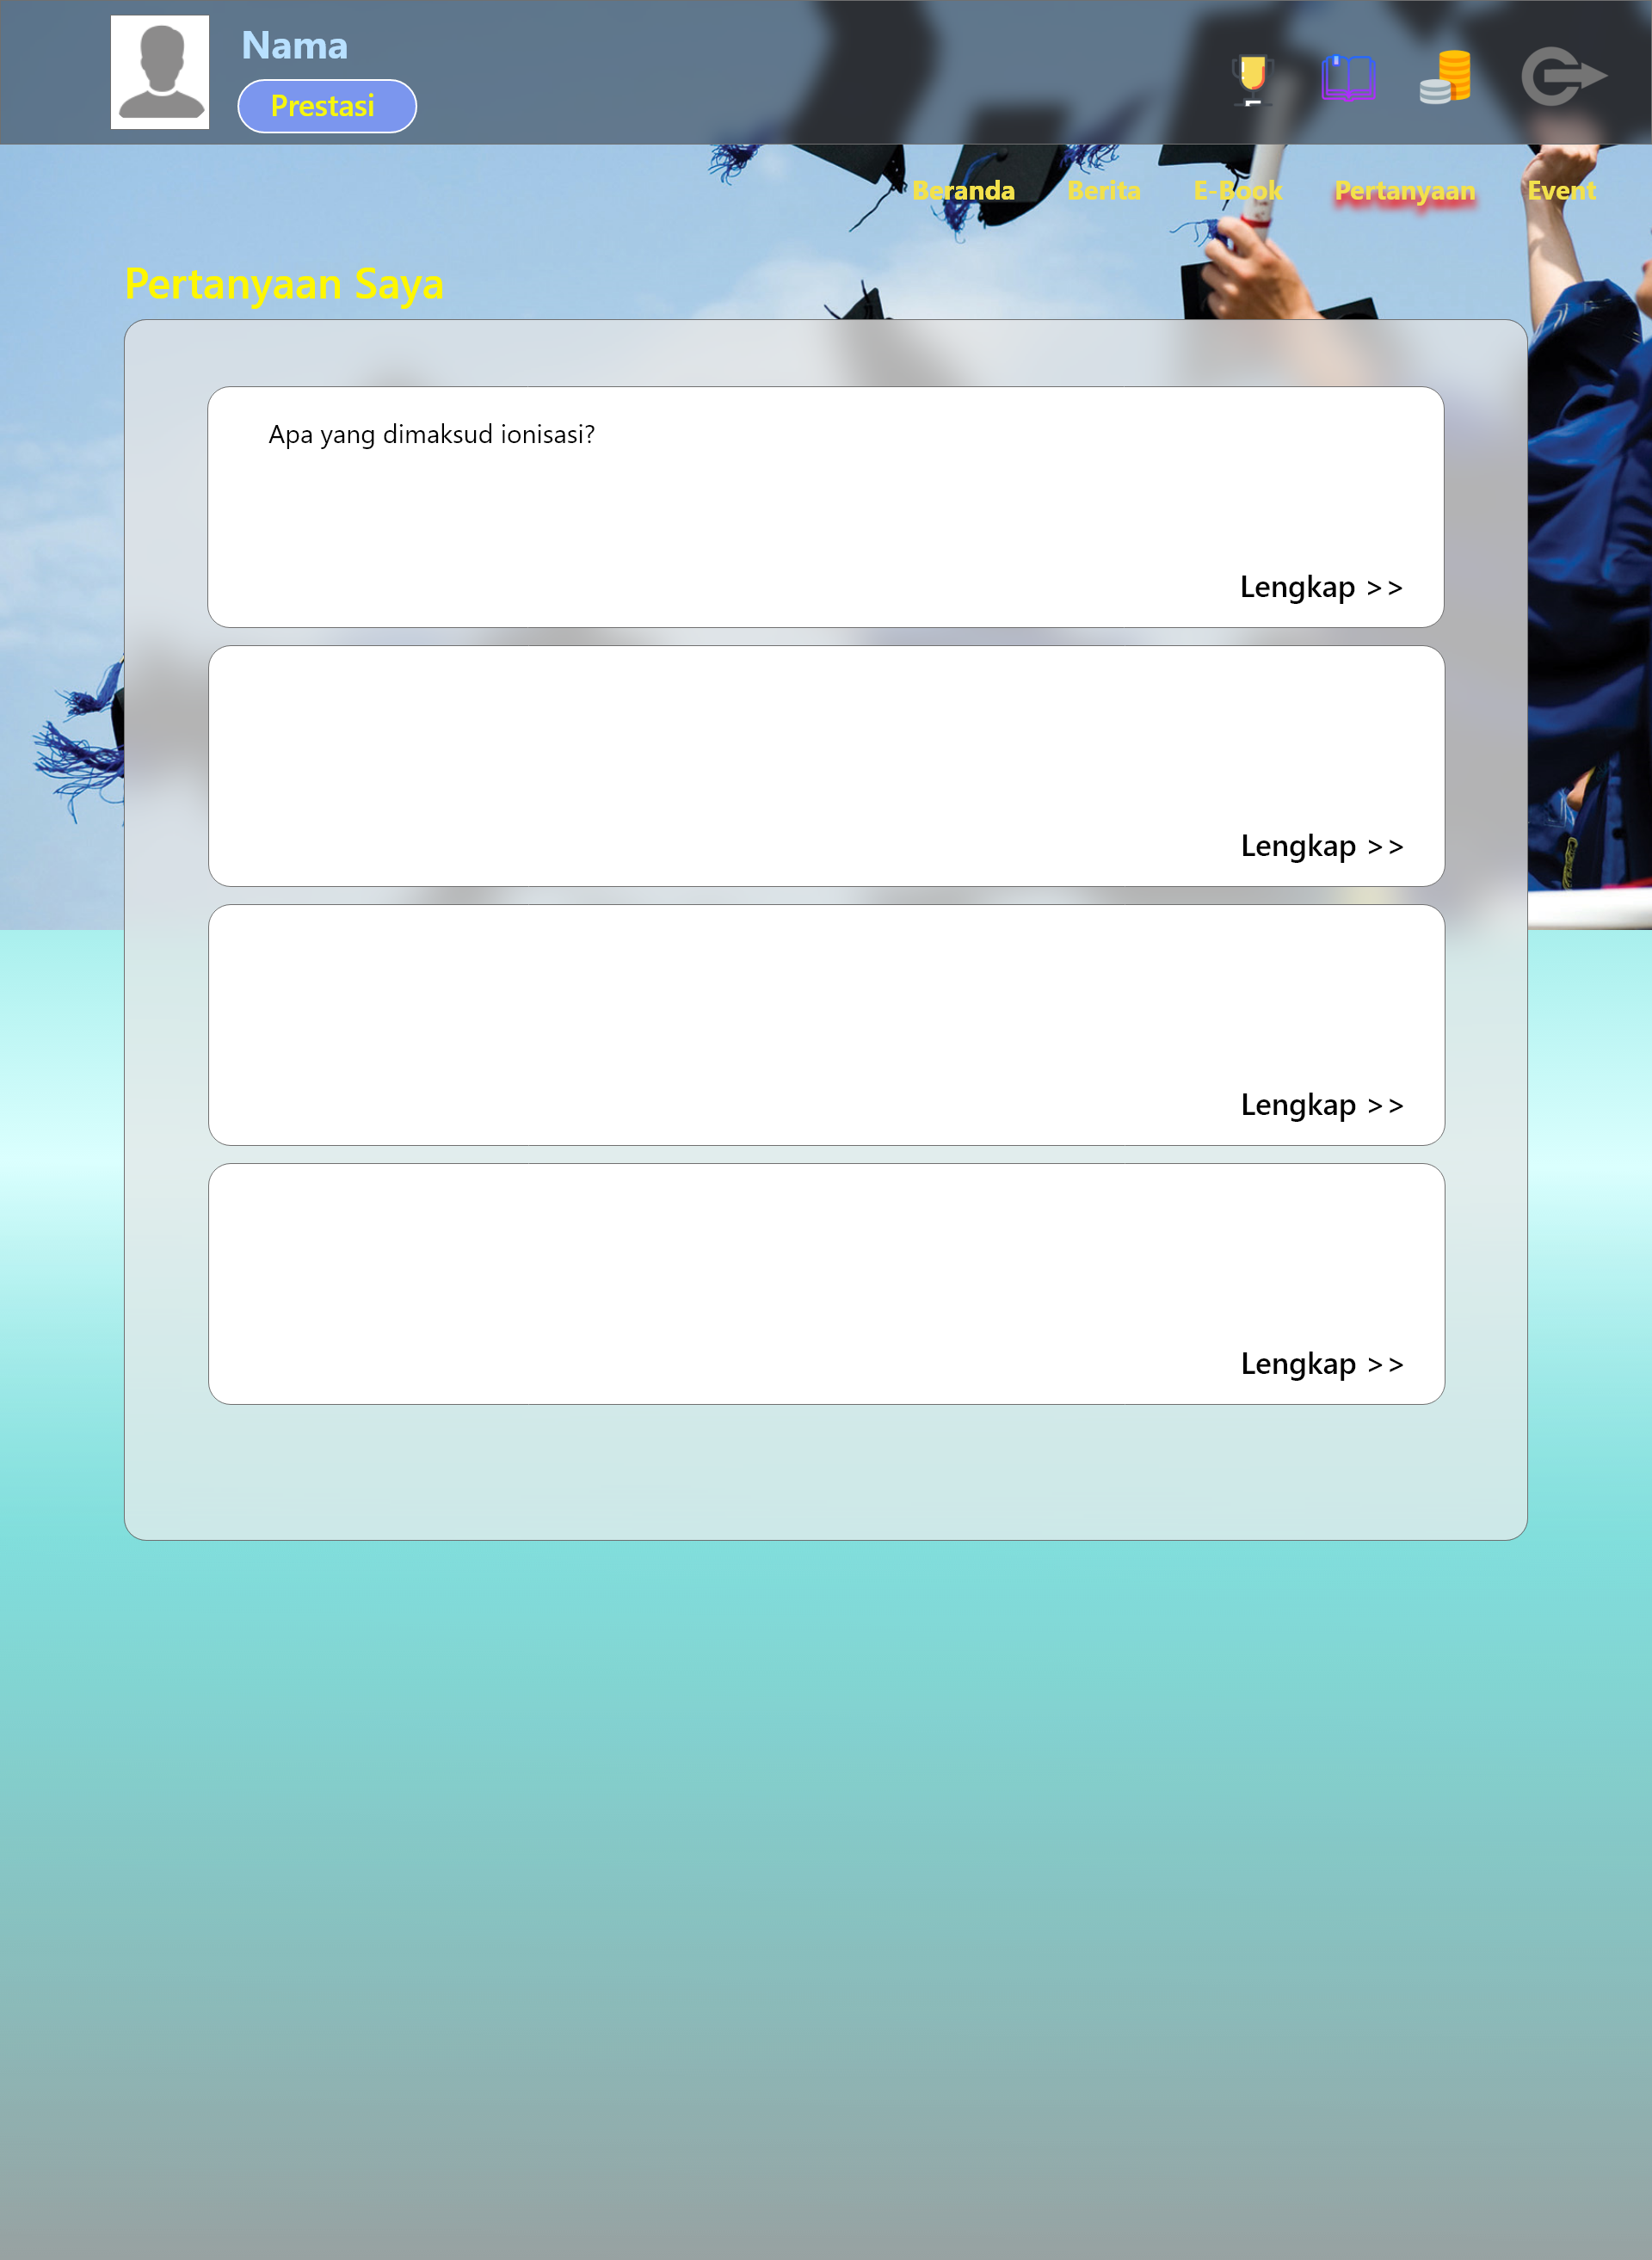 Nama
Prestasi
Beranda Berita E-Book Pertanyaan Event
Pertanyaan Saya
Apa yang dimaksud ionisasi?
Lengkap >>
Lengkap >>
Lengkap >>
Lengkap >>